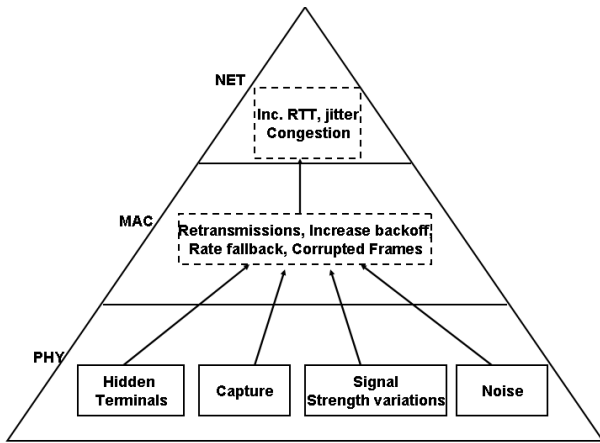 NET
Inc. RTT, jitter
Congestion
MAC
Retransmissions, Increase backoff,
Rate fallback, Corrupted Frames
PHY
Hidden
Terminals
Capture
Signal
Strength variations
Noise